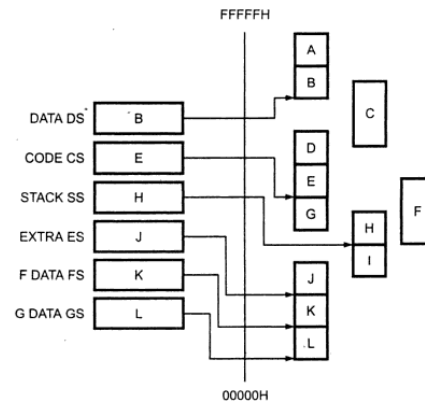 FFFFFH
A
B
C
DATA DS
B
CODE CS
E
D
E
G
F
STACK SS
H
H
I
EXTRA ES
J
J
F DATA FS
K
K
G DATA GS
L
L
00000H